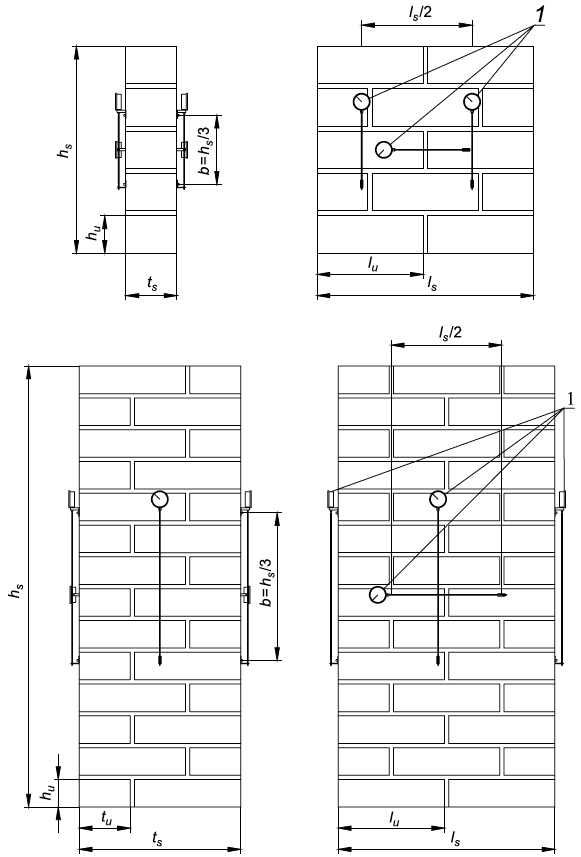 l_s/2
1
h_s
b=h_s/3
h_u
t_s
l_u
l_s
l_s/2
1
h_s
b=h_s/3
h_u
t_u
t_s
l_u
l_s